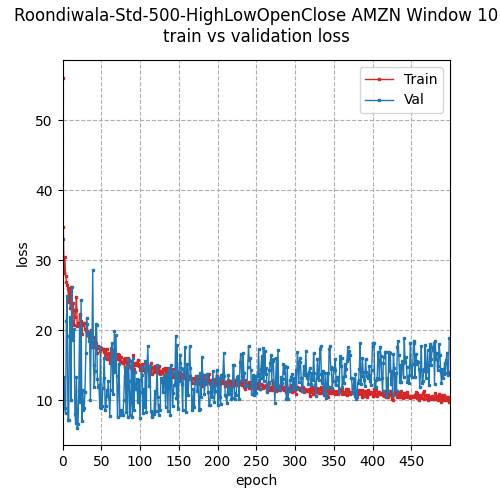 Roondiwala-Std-500-HighLowOpenClose AMZN Window 10
train vs validation loss
Train
Val
50
40
30
20
10
loss
0 50 100 150 200 250 300 350 400 450
epoch